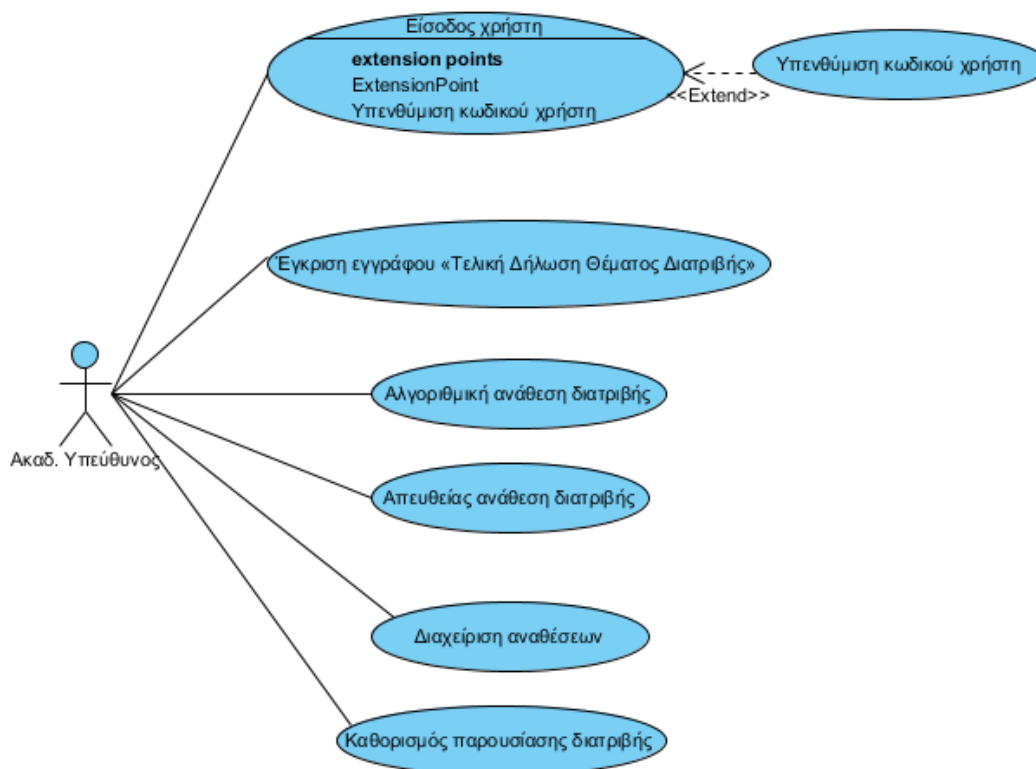 Είσοδος χρήστη
extension points
ExtensionPoint
Υπενθύμιση κωδικού χρήστη
<<Extend>>
Υπενθύμιση κωδικού χρήστη
Έγκριση εγγράφου «Τελική Δήλωση Θέματος Διατριβής»
Αλγοριθμική ανάθεση διατριβής
Ακαδ. Υπεύθυνος
Απευθείας ανάθεση διατριβής
Διαχείριση αναθέσεων
Καθορισμός παρουσίασης διατριβής